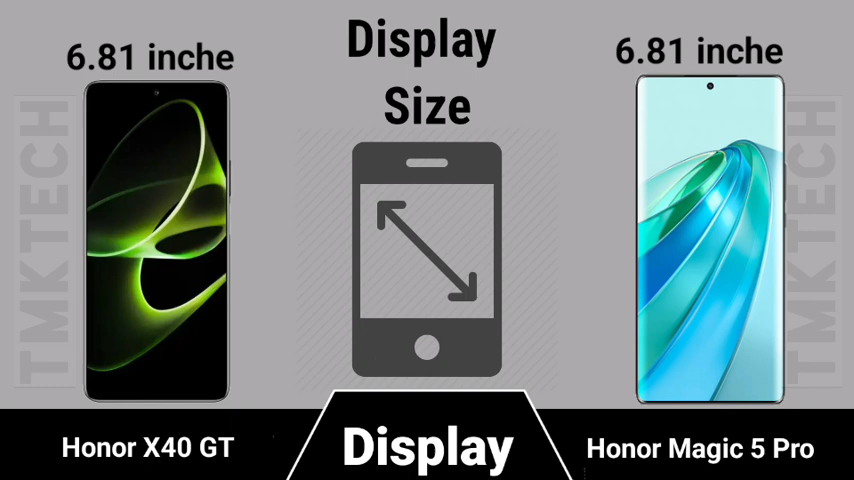 6.81 inche
Display
Size
6.81 inche
TMKTECH
TMKTECH
Honor X40 GT
Display
Honor Magic 5 Pro